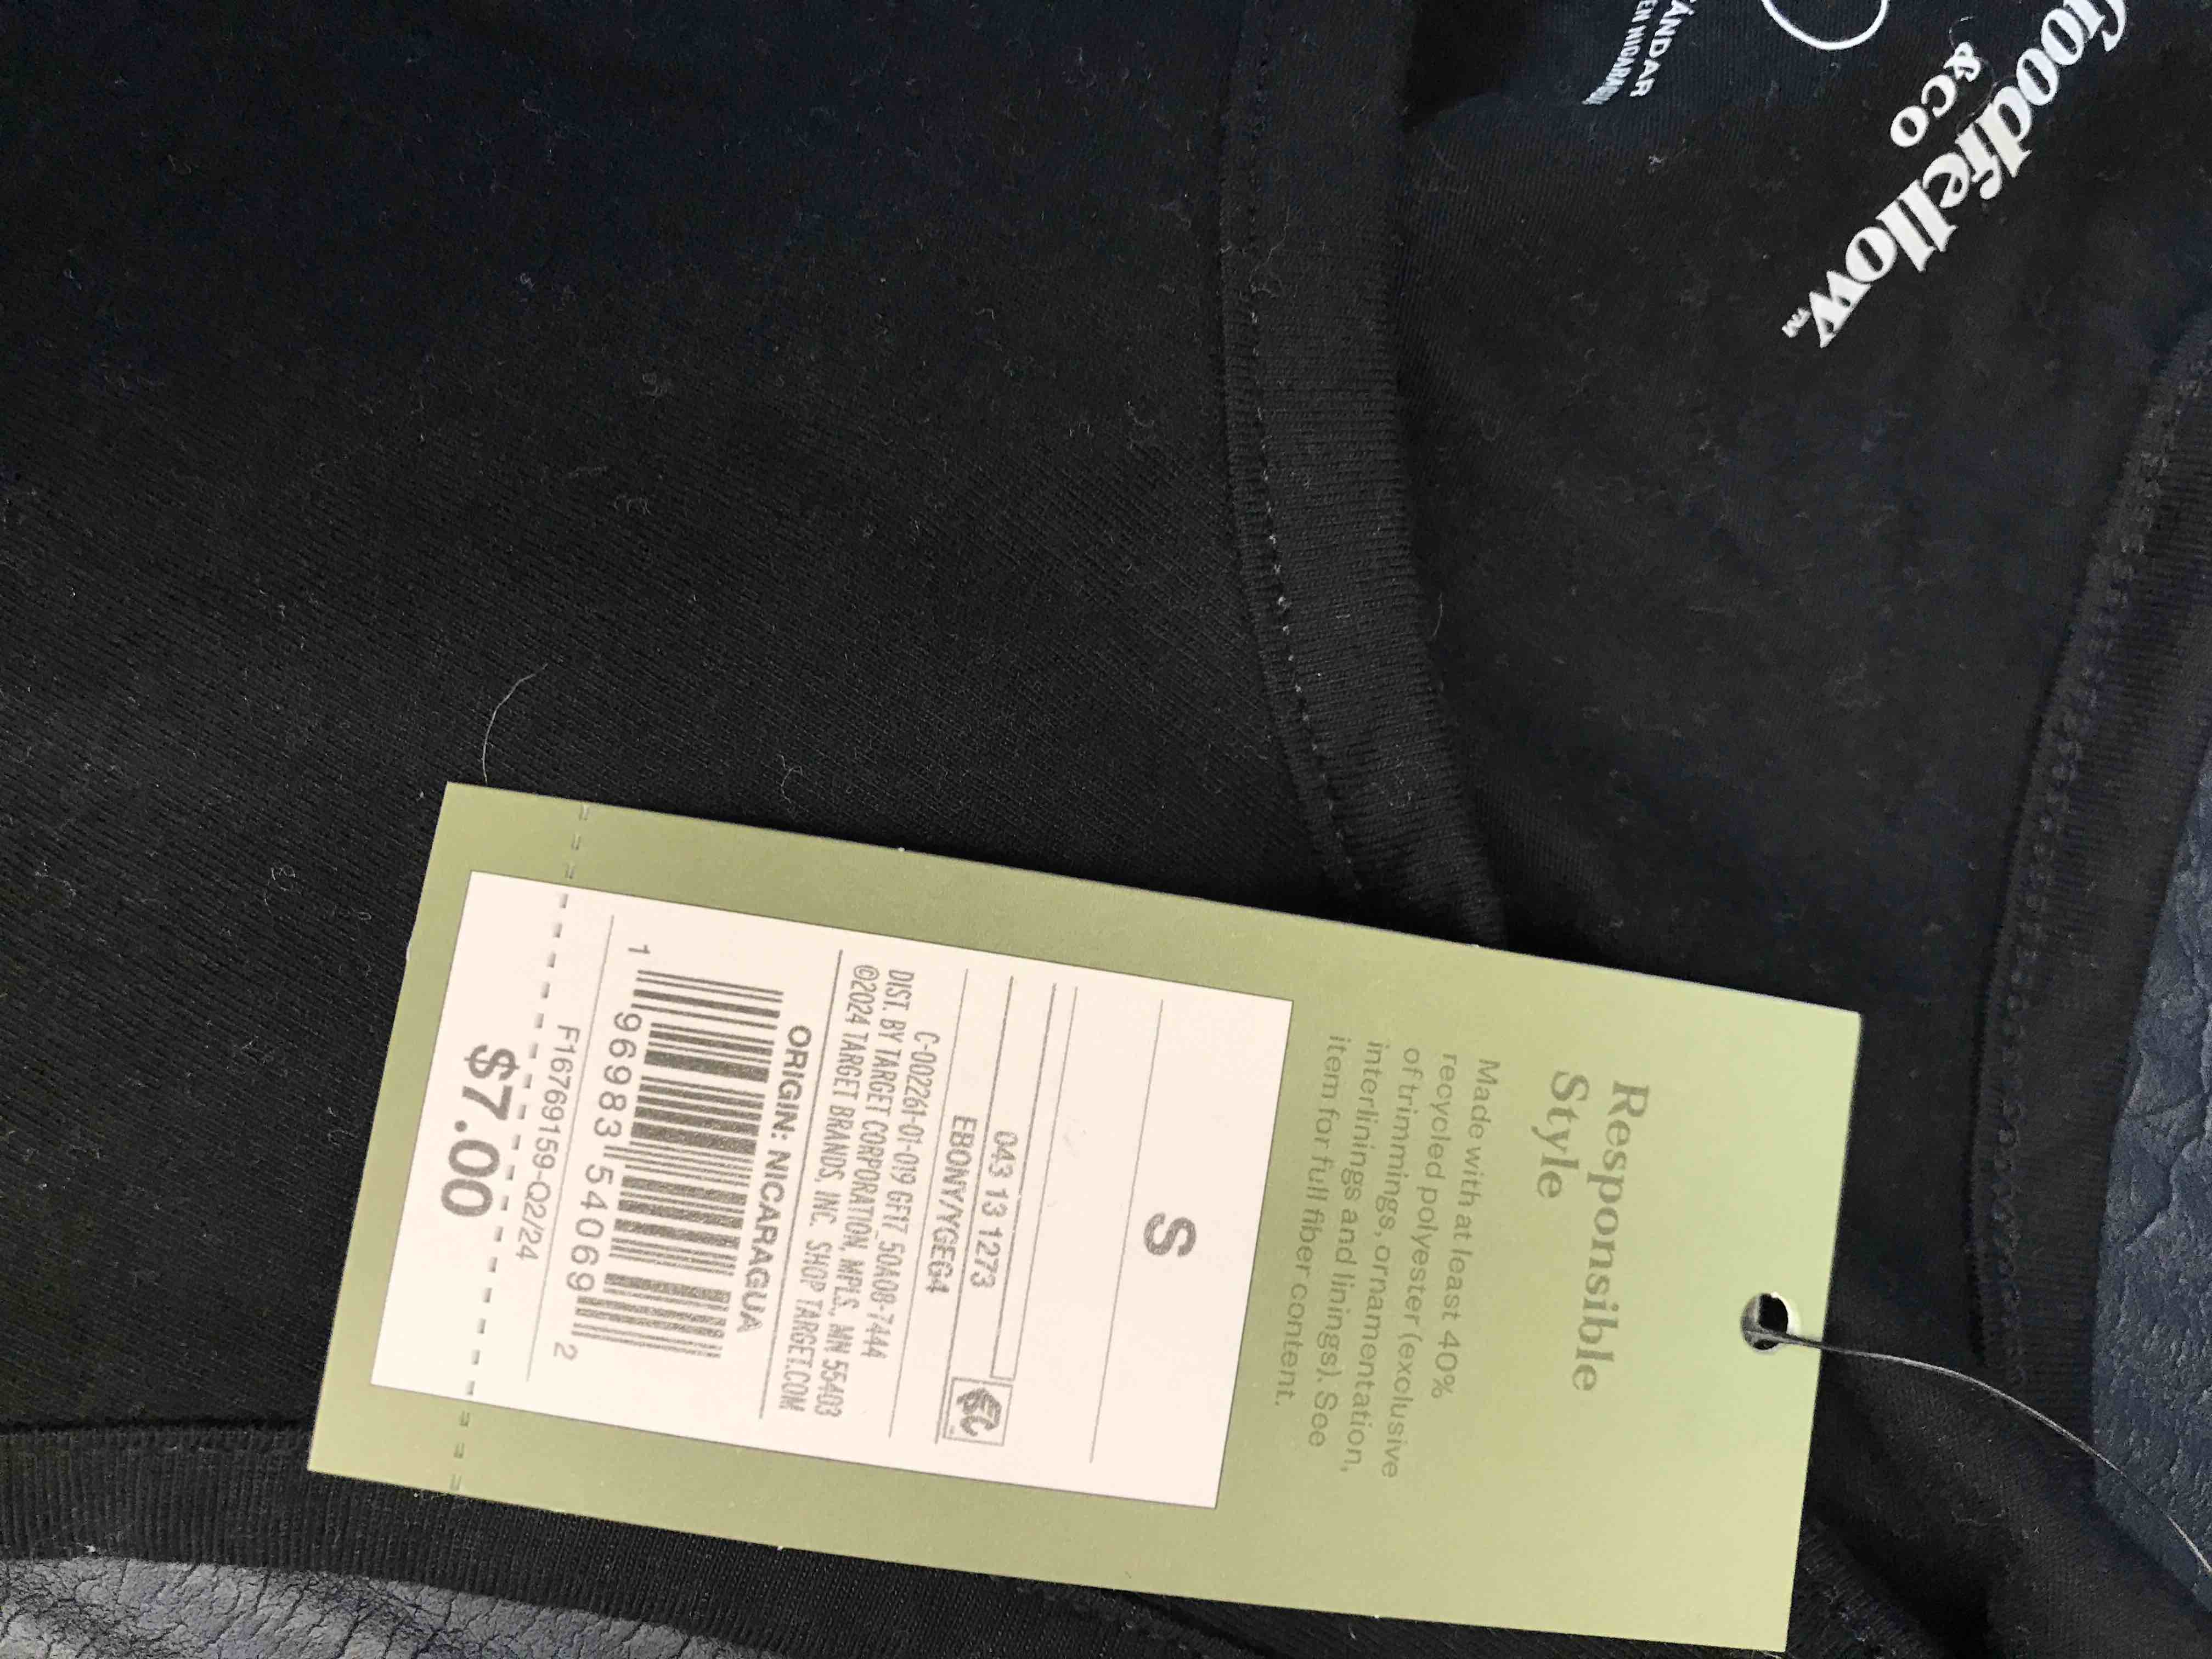 Goodfellow™
&CO
Responsible
Style
Made with at least 40%
recycled polyester (exclusive
of trimmings, ornamentation,
interlinings and linings). See
item for full fiber content.
S
043 13 1273
EBONY/YGEG4
C-002261-01-019 GF17_50A08-7444
DIST. BY TARGET CORPORATION, MPLS., MN 55403
©2024 TARGET BRANDS, INC. SHOP TARGET.COM
ORIGIN: NICARAGUA
1 96983 54069 2
F16769159-Q2/24
$7.00